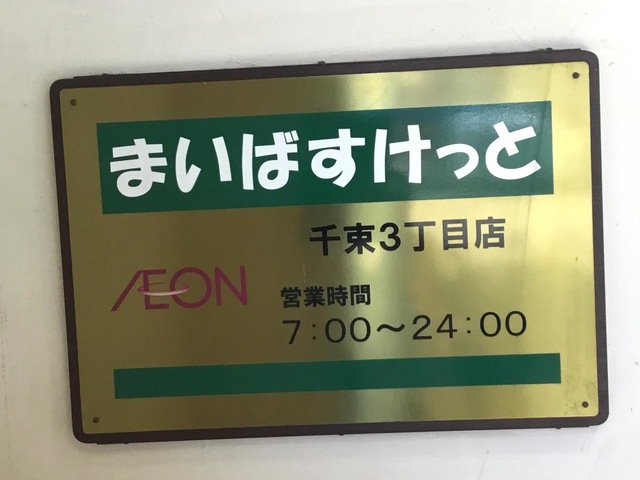 まいばすけっと
千束3丁目店
ÆON
営業時間
7:00～24:00